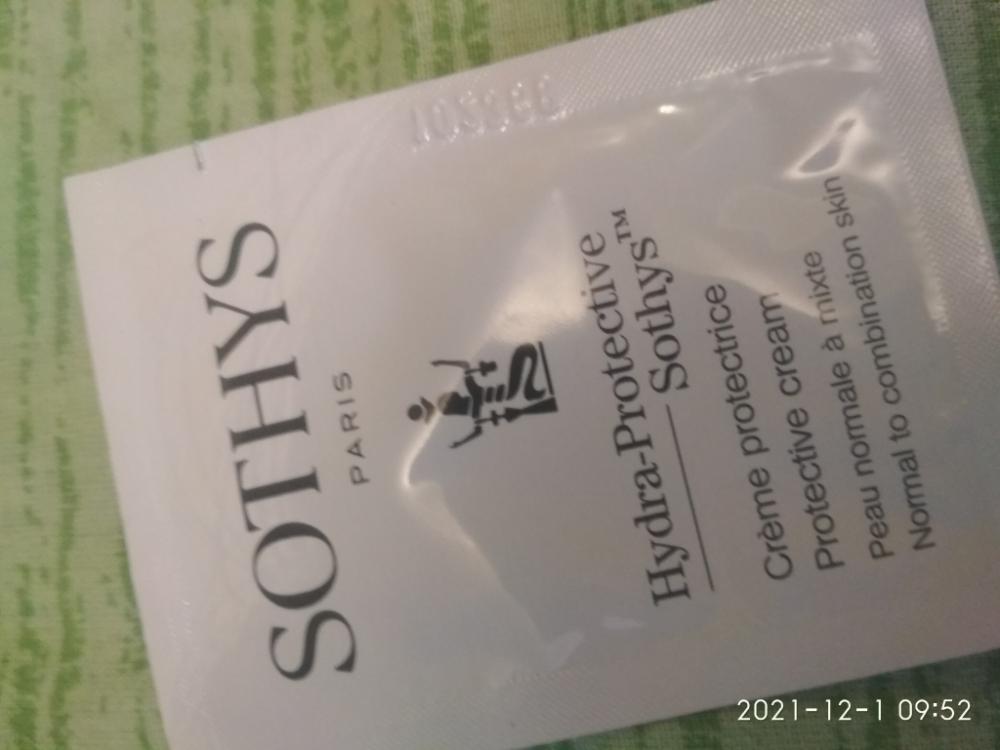 SOTHYS
PARIS
Hydra-Protective
Sothys™
Crème protectrice
Protective cream
Peau normale à mixte
Normal to combination skin
2021-12-1 09:52